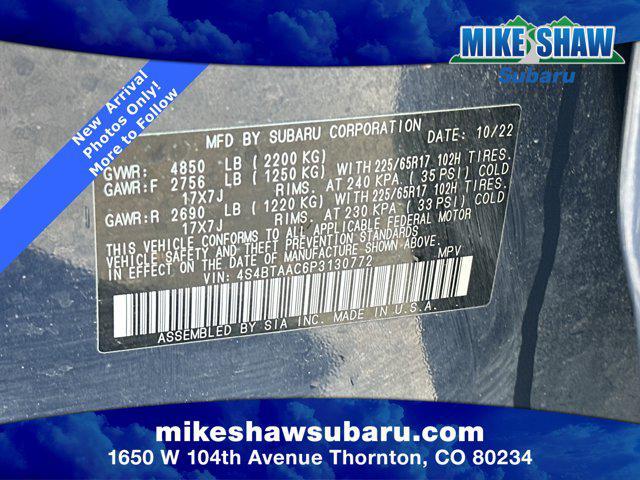 MIKE SHAW
Subaru
New Arrival
Photos Only!
More to Follow
MFD BY SUBARU CORPORATION DATE: 10/22
GVWR: 4850 LB (2200 KG)
GAWR:F 2756 LB (1250 KG) WITH 225/65R17 102H TIRES.
17X7J RIMS. AT 240 KPA (35 PSI) COLD
GAWR:R 2690 LB (1220 KG) WITH 225/65R17 102H TIRES.
17X7J RIMS. AT 230 KPA (33 PSI) COLD
THIS VEHICLE CONFORMS TO ALL APPLICABLE FEDERAL MOTOR
VEHICLE SAFETY AND THEFT PREVENTION STANDARDS IN EFFECT ON THE
DATE OF MANUFACTURE SHOWN ABOVE.
VIN: 4S4BTAAC6P3130772 MPV
ASSEMBLED BY SIA INC. MADE IN U.S.A.
mikeshawsubaru.com
1650 W 104th Avenue Thornton, CO 80234